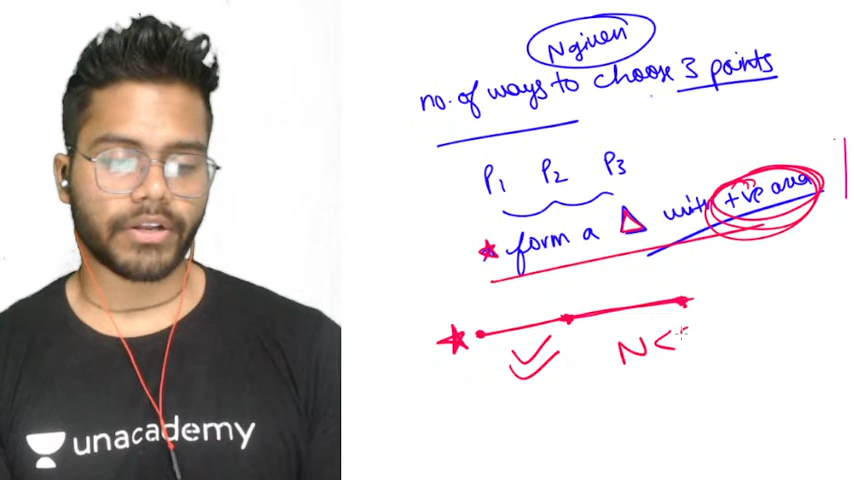 N given
no. of ways to choose 3 points
P1 P2 P3
form a △ with +ve area
N<
unacademy